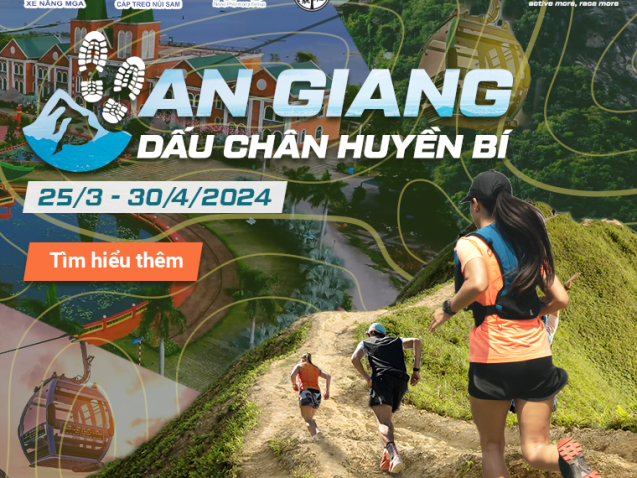 XE NÂNG MGA
CÁP TREO NÚI SAM
active more, race more
AN GIANG
DẤU CHÂN HUYỀN BÍ
25/3 - 30/4/2024
Tìm hiểu thêm